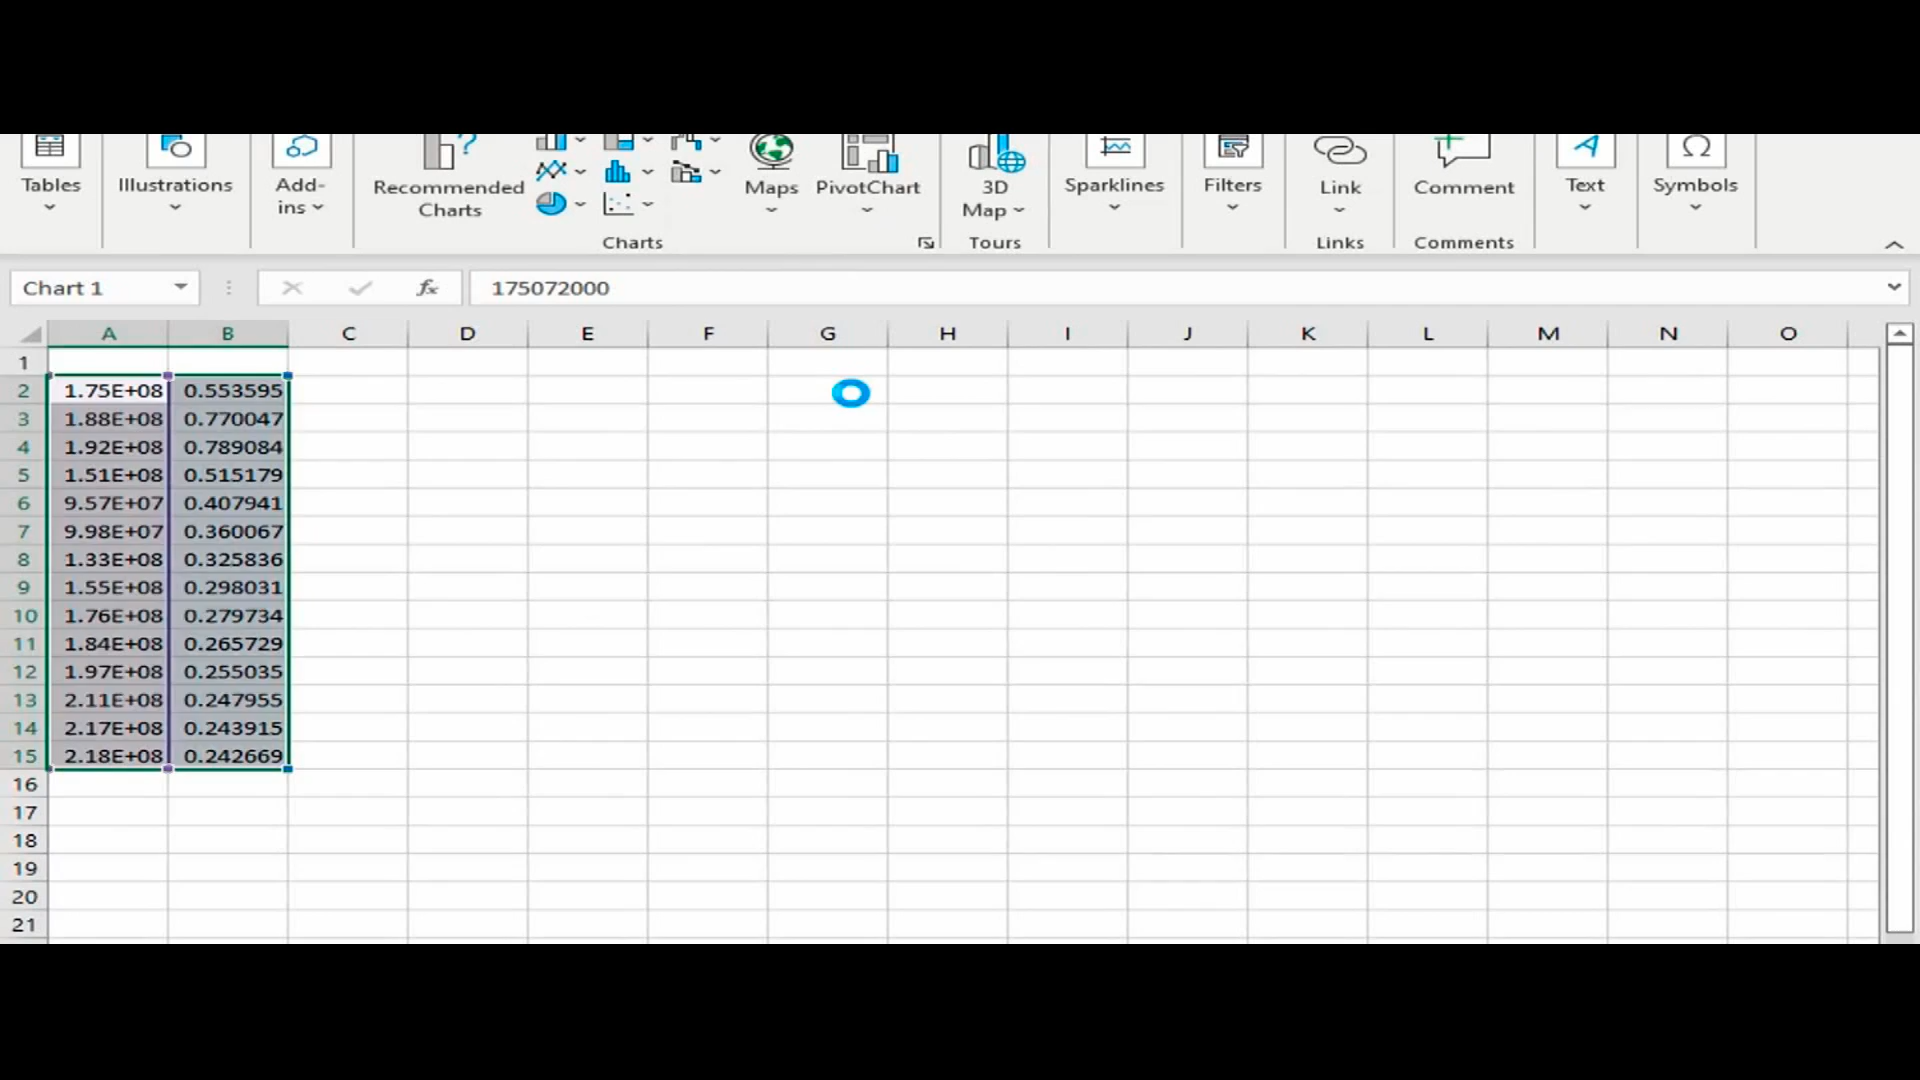 Tables
Illustrations
Add-
ins
Recommended
Charts
Maps
PivotChart
3D
Map
Sparklines
Filters
Link
Comment
Text
Symbols
Charts
Tours
Links
Comments
Chart 1
fx
175072000
A B C D E F G H I J K L M N O
1
2 1.75E+08 0.553595
3 1.88E+08 0.770047
4 1.92E+08 0.789084
5 1.51E+08 0.515179
6 9.57E+07 0.407941
7 9.98E+07 0.360067
8 1.33E+08 0.325836
9 1.55E+08 0.298031
10 1.76E+08 0.279734
11 1.84E+08 0.265729
12 1.97E+08 0.255035
13 2.11E+08 0.247955
14 2.17E+08 0.243915
15 2.18E+08 0.242669
16
17
18
19
20
21